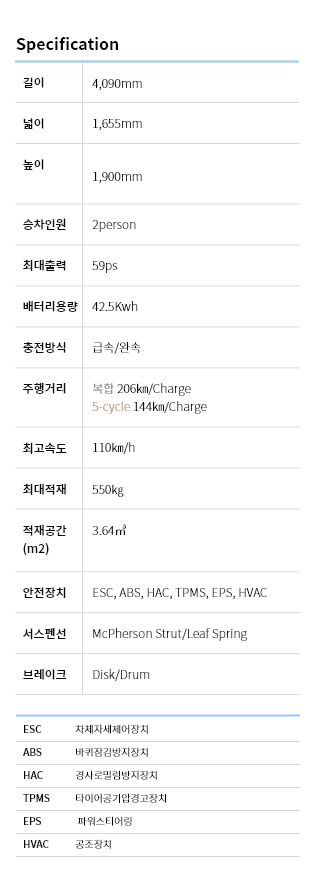 Specification
길이 4,090mm
넓이 1,655mm
높이 1,900mm
승차인원 2person
최대출력 59ps
배터리용량 42.5Kwh
충전방식 급속/완속
주행거리 복합 206㎞/Charge
5-cycle 144㎞/Charge
최고속도 110㎞/h
최대적재 550㎏
적재공간 3.64㎥
(m2)
안전장치 ESC, ABS, HAC, TPMS, EPS, HVAC
서스펜션 McPherson Strut/Leaf Spring
브레이크 Disk/Drum
ESC 차체자세제어장치
ABS 바퀴잠김방지장치
HAC 경사로밀림방지장치
TPMS 타이어공기압경고장치
EPS 파워스티어링
HVAC 공조장치